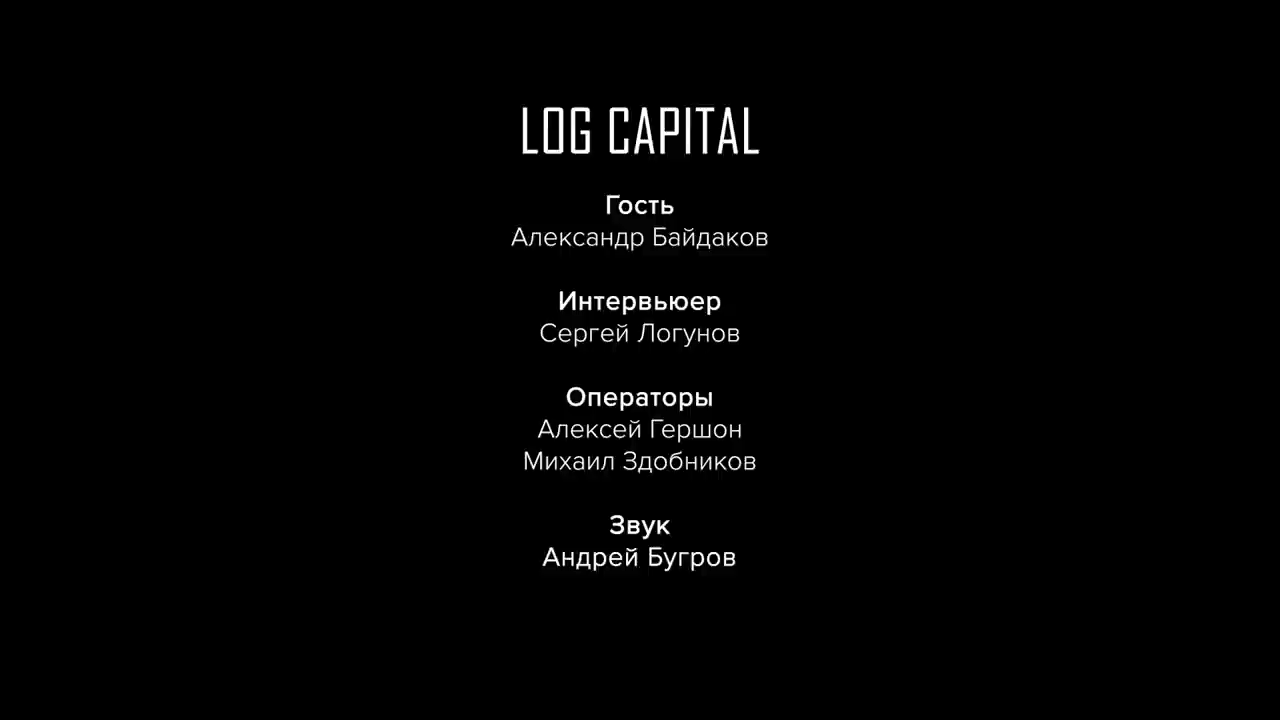 LOG CAPITAL
Гость
Александр Байдаков
Интервьюер
Сергей Логунов
Операторы
Алексей Гершон
Михаил Здобников
Звук
Андрей Бугров